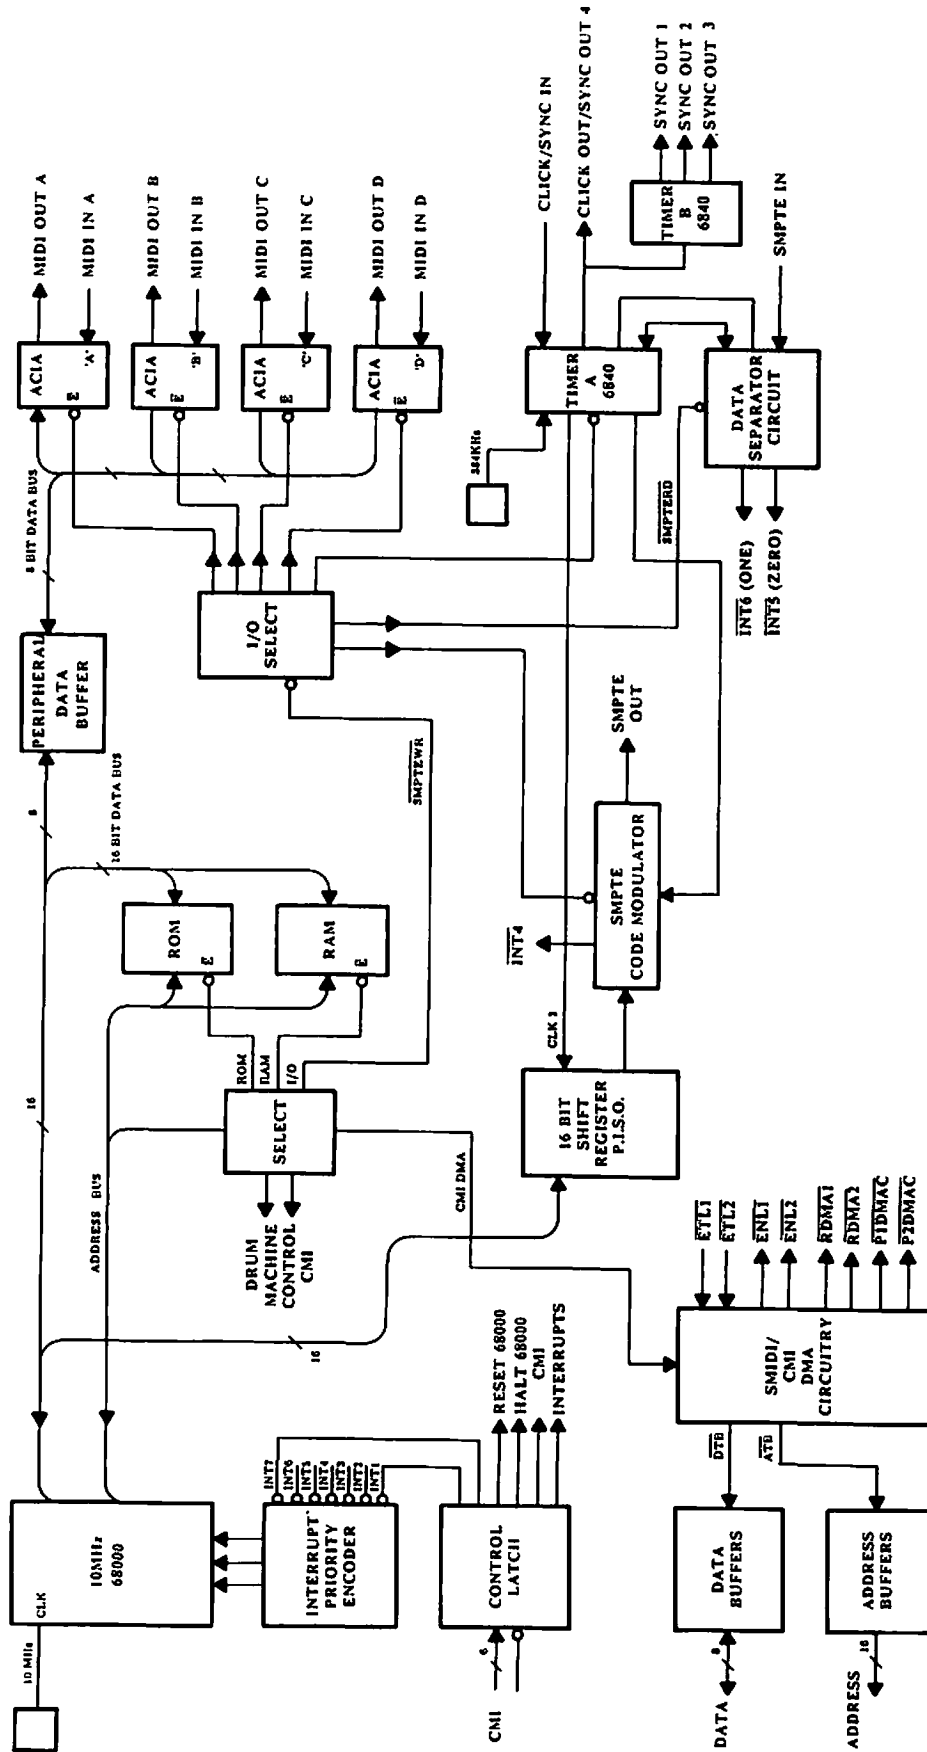 10 MHz
CLK
10MHz
68000
INTERRUPT
PRIORITY
ENCODER
INT7
INT6
INT5
INT4
INT3
INT2
INT1
CONTROL
LATCH
CMI
6
RESET 68000
HALT 68000
CMI
INTERRUPTS
DATA
8
DATA
BUFFERS
ADDRESS
16
ADDRESS
BUFFERS
DTB
ATB
SMIDI/
CMI
DMA
CIRCUITRY
ETL1
ETL2
ENL1
ENL2
RDMA1
RDMA2
P1DMAC
P2DMAC
16
ADDRESS BUS
16
DRUM
MACHINE
CONTROL
CMI
SELECT
ROM
RAM
I/O
CMI DMA
ROM
E
RAM
E
16 BIT DATA BUS
8
PERIPHERAL
DATA
BUFFER
8 BIT DATA BUS
SMPTEWR
16 BIT
SHIFT
REGISTER
P.I.S.O.
CLK 3
INT4
SMPTE
CODE MODULATOR
SMPTE
OUT
I/O
SELECT
SMPTERD
384KHz
ACIA
'A'
E
MIDI OUT A
MIDI IN A
ACIA
'B'
E
MIDI OUT B
MIDI IN B
ACIA
'C'
E
MIDI OUT C
MIDI IN C
ACIA
'D'
E
MIDI OUT D
MIDI IN D
TIMER
A
6840
CLICK/SYNC IN
CLICK OUT/SYNC OUT 4
TIMER
B
6840
SYNC OUT 1
SYNC OUT 2
SYNC OUT 3
DATA
SEPARATOR
CIRCUIT
SMPTE IN
INT6 (ONE)
INT5 (ZERO)